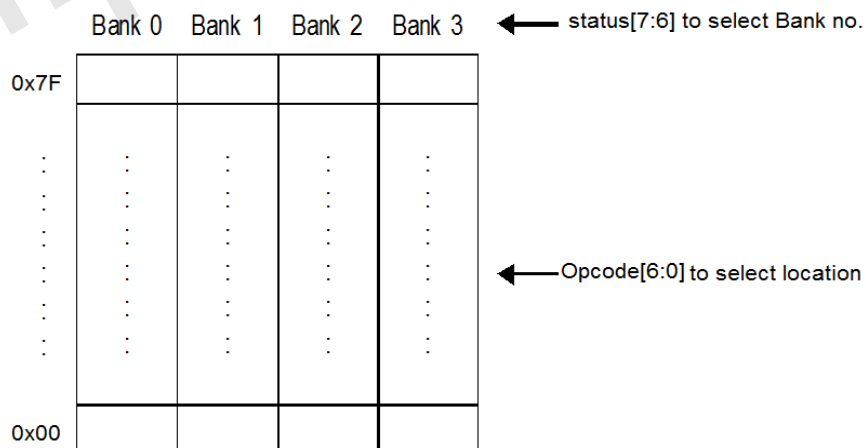 Bank 0 Bank 1 Bank 2 Bank 3 status[7:6] to select Bank no.
0x7F
Opcode[6:0] to select location
0x00